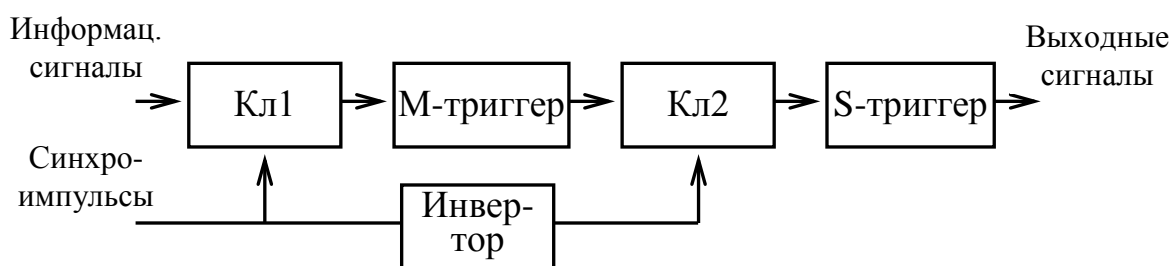 Информац.
сигналы
Выходные
сигналы
Кл1
М-триггер
Кл2
S-триггер
Синхро-
импульсы
Инвер-
тор